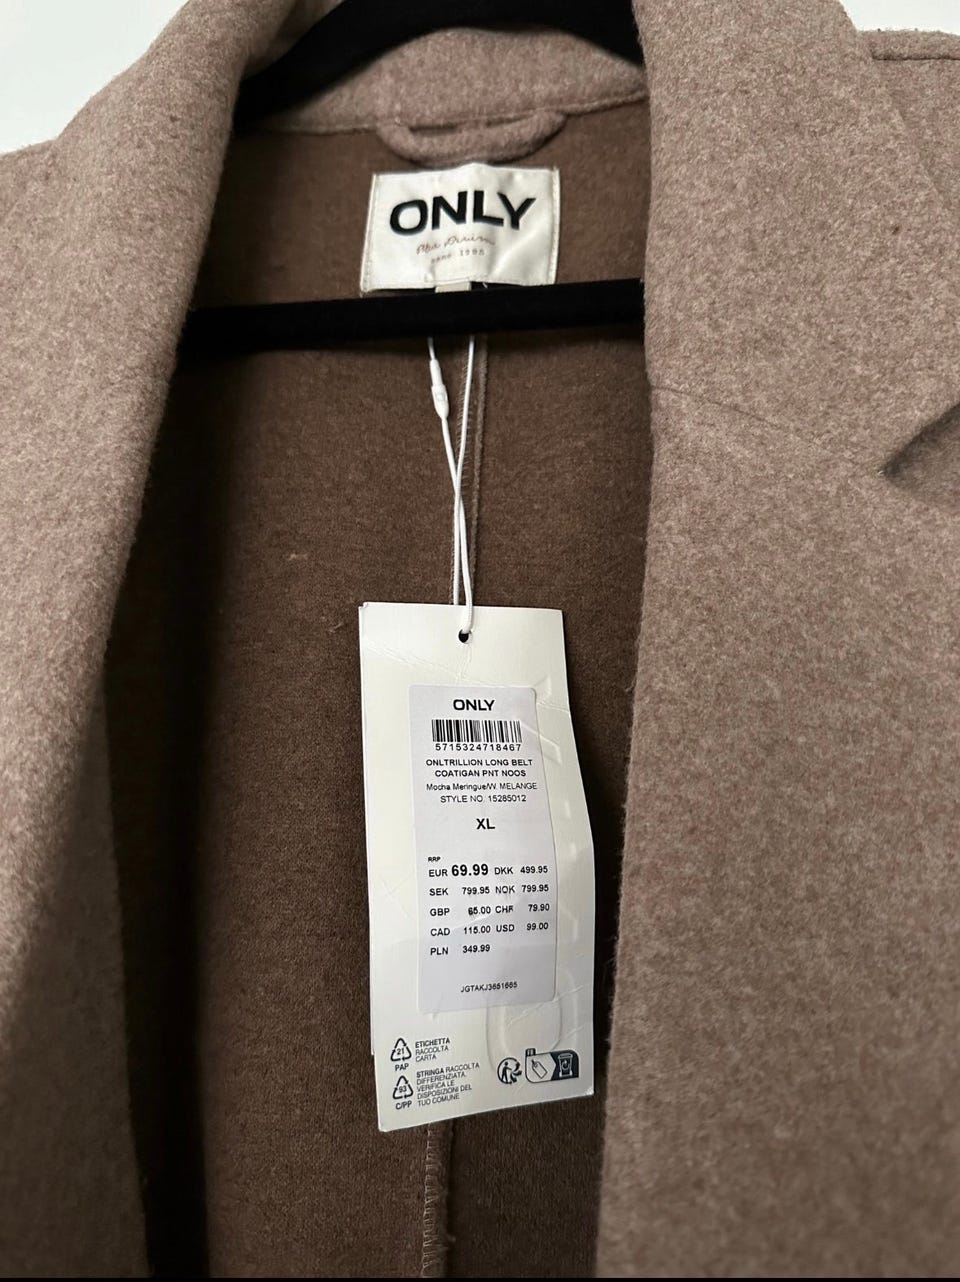 ONLY
since 1995
ONLY
5715324718467
ONLTRILLION LONG BELT
COATIGAN PNT NOOS
Mocha Meringue/W. MELANGE
STYLE NO. 15285012
XL
RRP
EUR 69.99 DKK 499.95
SEK 799.95 NOK 799.95
GBP 65.00 CHF 79.90
CAD 115.00 USD 99.00
PLN 349.99
JGTAKJ3651665
21
PAP
ETICHETTA
RACCOLTA
CARTA
93
C/PP
STRINGA RACCOLTA
DIFFERENZIATA.
VERIFICA LE
DISPOSIZIONI DEL
TUO COMUNE
FR